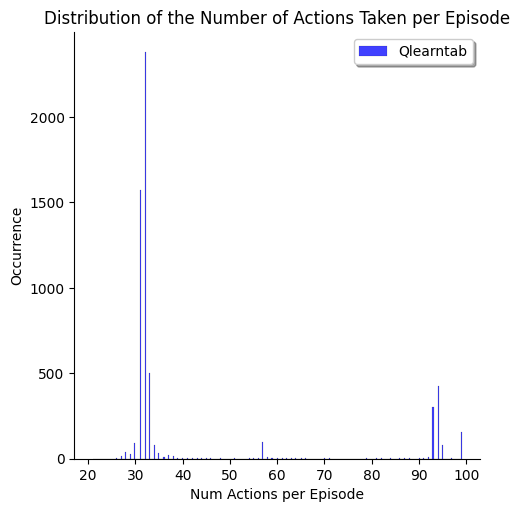 Distribution of the Number of Actions Taken per Episode
Qlearntab
2000
1500
1000
500
0
Occurrence
20 30 40 50 60 70 80 90 100
Num Actions per Episode